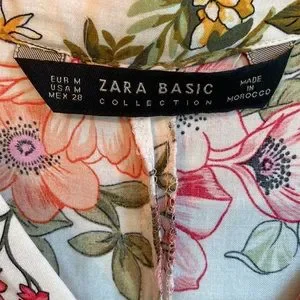 EUR M
USA M
MEX 28
ZARA BASIC
COLLECTION
MADE
IN
MOROCCO